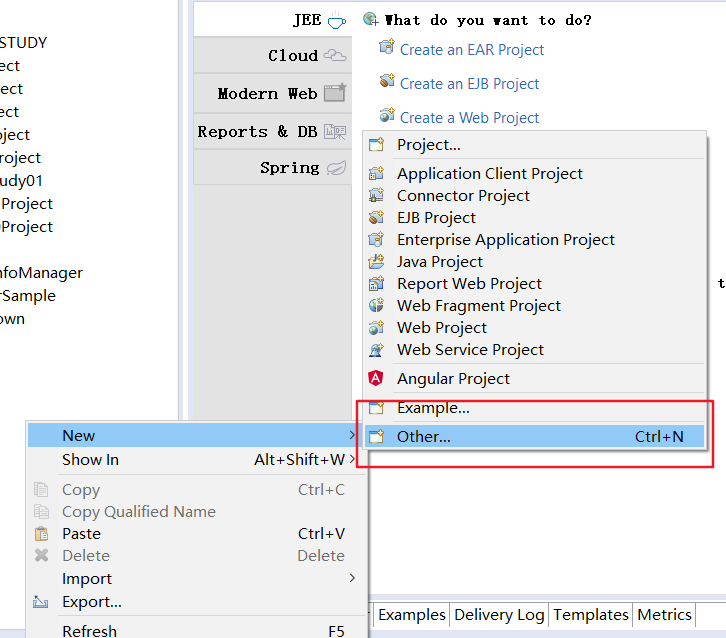 STUDY
ect
ect
ect
oject
roject
udy01
Project
Project
nfoManager
rSample
own
JEE
Cloud
Modern Web
Reports & DB
Spring
What do you want to do?
Create an EAR Project
Create an EJB Project
Create a Web Project
Project...
Application Client Project
Connector Project
EJB Project
Enterprise Application Project
Java Project
Report Web Project
Web Fragment Project
Web Project
Web Service Project
Angular Project
Example...
Other... Ctrl+N
t
New
Show In Alt+Shift+W
Copy Ctrl+C
Copy Qualified Name
Paste Ctrl+V
Delete Delete
Import
Export...
Refresh F5
Examples Delivery Log Templates Metrics